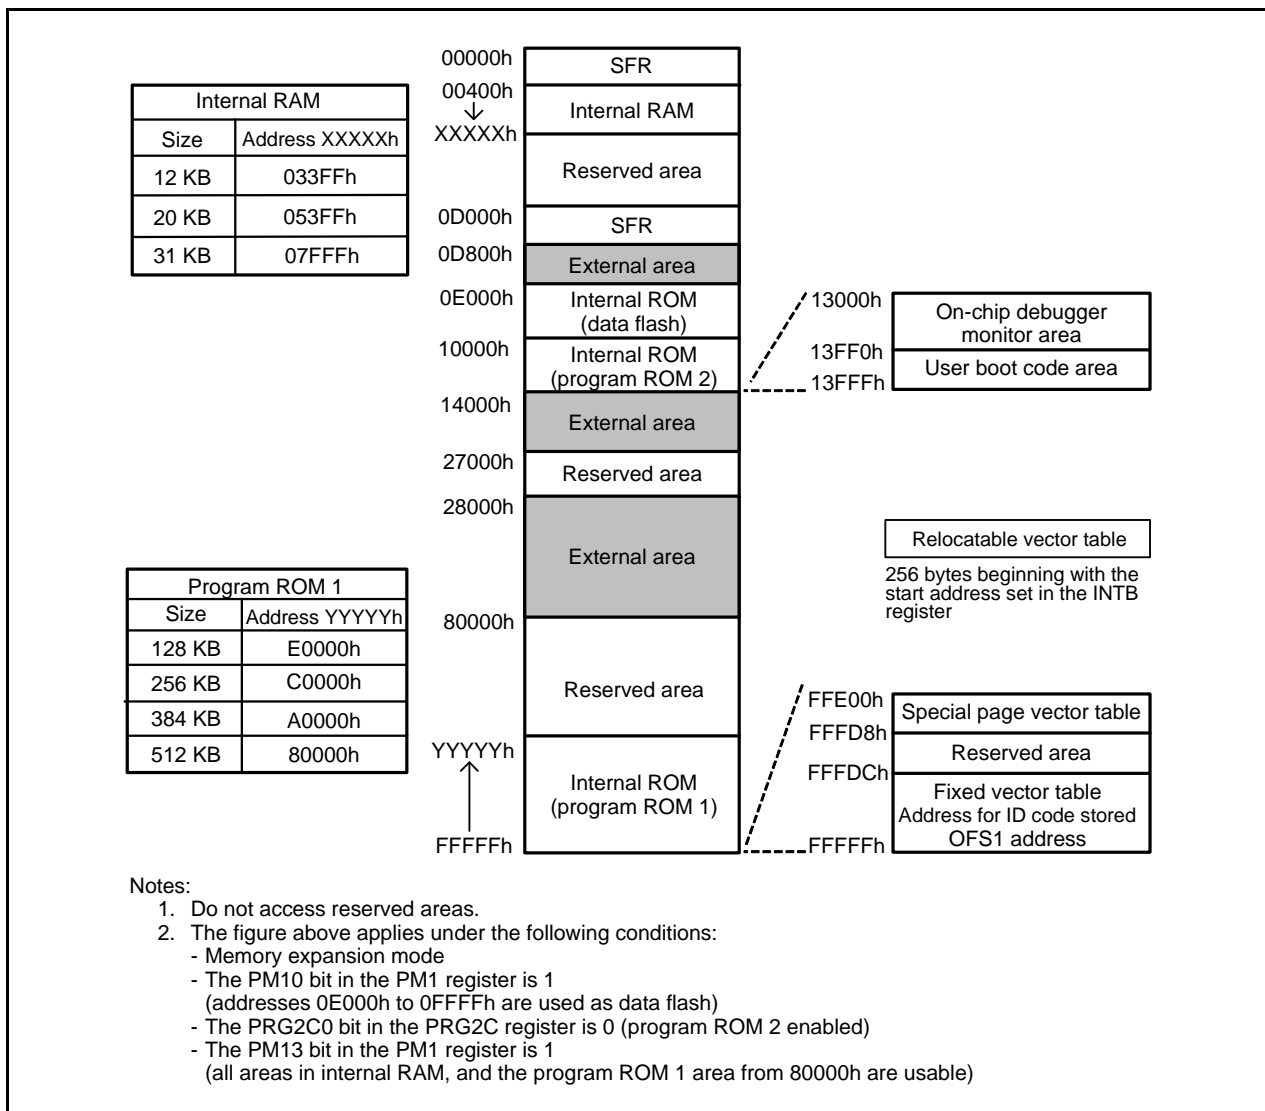 Internal RAM
Size Address XXXXXh
12 KB 033FFh
20 KB 053FFh
31 KB 07FFFh
Program ROM 1
Size Address YYYYYh
128 KB E0000h
256 KB C0000h
384 KB A0000h
512 KB 80000h
00000h
SFR
00400h
Internal RAM
XXXXXh
Reserved area
0D000h
SFR
0D800h
External area
0E000h
Internal ROM
(data flash)
10000h
Internal ROM
(program ROM 2)
14000h
External area
27000h
Reserved area
28000h
External area
80000h
Reserved area
YYYYYh
Internal ROM
(program ROM 1)
FFFFFh
13000h
On-chip debugger
monitor area
13FF0h
User boot code area
13FFFh
Relocatable vector table
256 bytes beginning with the
start address set in the INTB
register
FFE00h
Special page vector table
FFFD8h
Reserved area
FFFDCh
Fixed vector table
Address for ID code stored
OFS1 address
FFFFFh
Notes:
1. Do not access reserved areas.
2. The figure above applies under the following conditions:
- Memory expansion mode
- The PM10 bit in the PM1 register is 1
(addresses 0E000h to 0FFFFh are used as data flash)
- The PRG2C0 bit in the PRG2C register is 0 (program ROM 2 enabled)
- The PM13 bit in the PM1 register is 1
(all areas in internal RAM, and the program ROM 1 area from 80000h are usable)